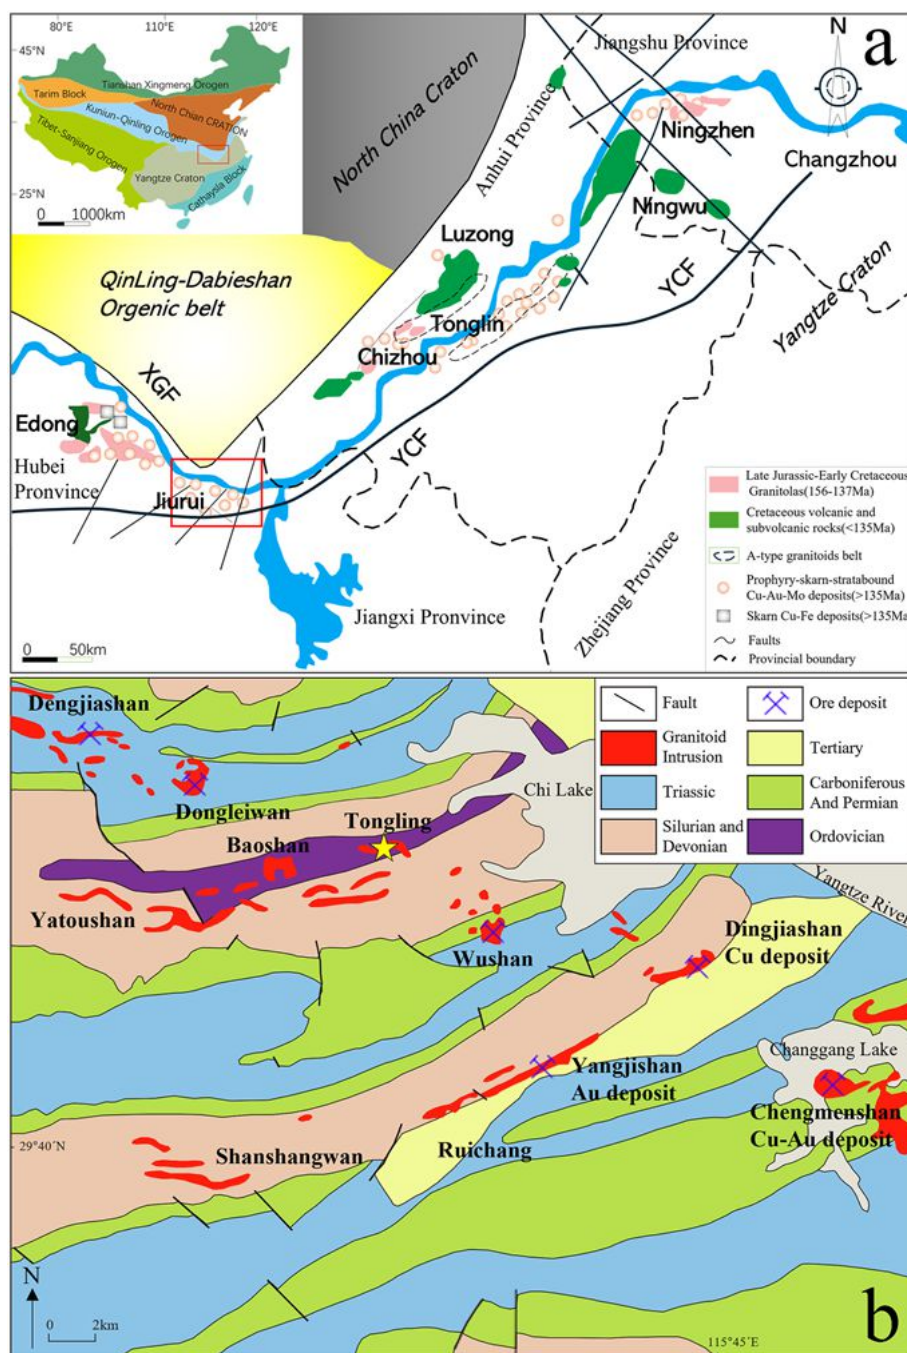 80°E
110°E
120°E
45°N
25°N
Tianshan Xingmeng Orogen
Tarim Block
North Chian CRATION
Kuniun-Qinling Orogen
Tibet-Sanjiang Orogen
Yangtze Craton
Cathaysla Block
0 1000km
a
N
North China Craton
Jiangshu Province
Anhui Province
Ningzhen
Changzhou
Ningwu
Luzong
QinLing-Dabieshan
Orgenic belt
YCF
Yangtze Craton
Tonglin
Chizhou
XGF
Edong
YCF
Hubei
Pronvince
Jiurui
Jiangxi Pronvince
Zhejiang Province
0 50km
Late Jurassic-Early Cretaceous
Granitolas(156-137Ma)
Cretaceous volcanic and
subvolcanic rocks(<135Ma)
A-type granitoids belt
Prophyry-skarn-stratabound
Cu-Au-Mo deposits(>135Ma)
Skarn Cu-Fe deposits(>135Ma
Faults
Provincial boundary
Dengjiashan
Dongleiwan
Tongling
Baoshan
Chi Lake
Yatoushan
Wushan
Yangtze River
Dingjiashan
Cu deposit
Yangjishan
Au deposit
Changgang Lake
Chengmenshan
Cu-Au deposit
29°40´N
Shanshangwan
Ruichang
N
0 2km
115°45´E
b
Fault
Ore deposit
Granitoid
Intrusion
Tertiary
Triassic
Carboniferous
And Permian
Silurian and
Devonian
Ordovician